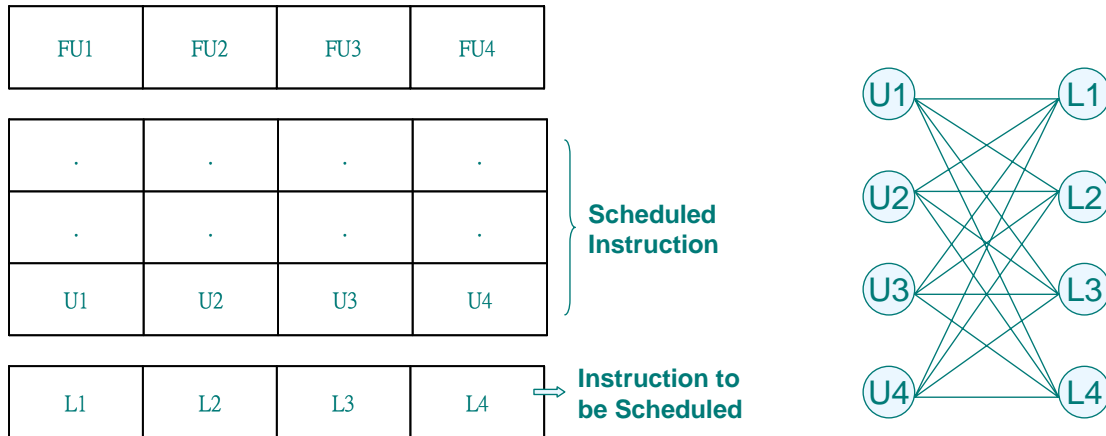 FU1 FU2 FU3 FU4
. . . .
. . . .
U1 U2 U3 U4
Scheduled
Instruction
L1 L2 L3 L4
Instruction to
be Scheduled
U1 L1
U2 L2
U3 L3
U4 L4